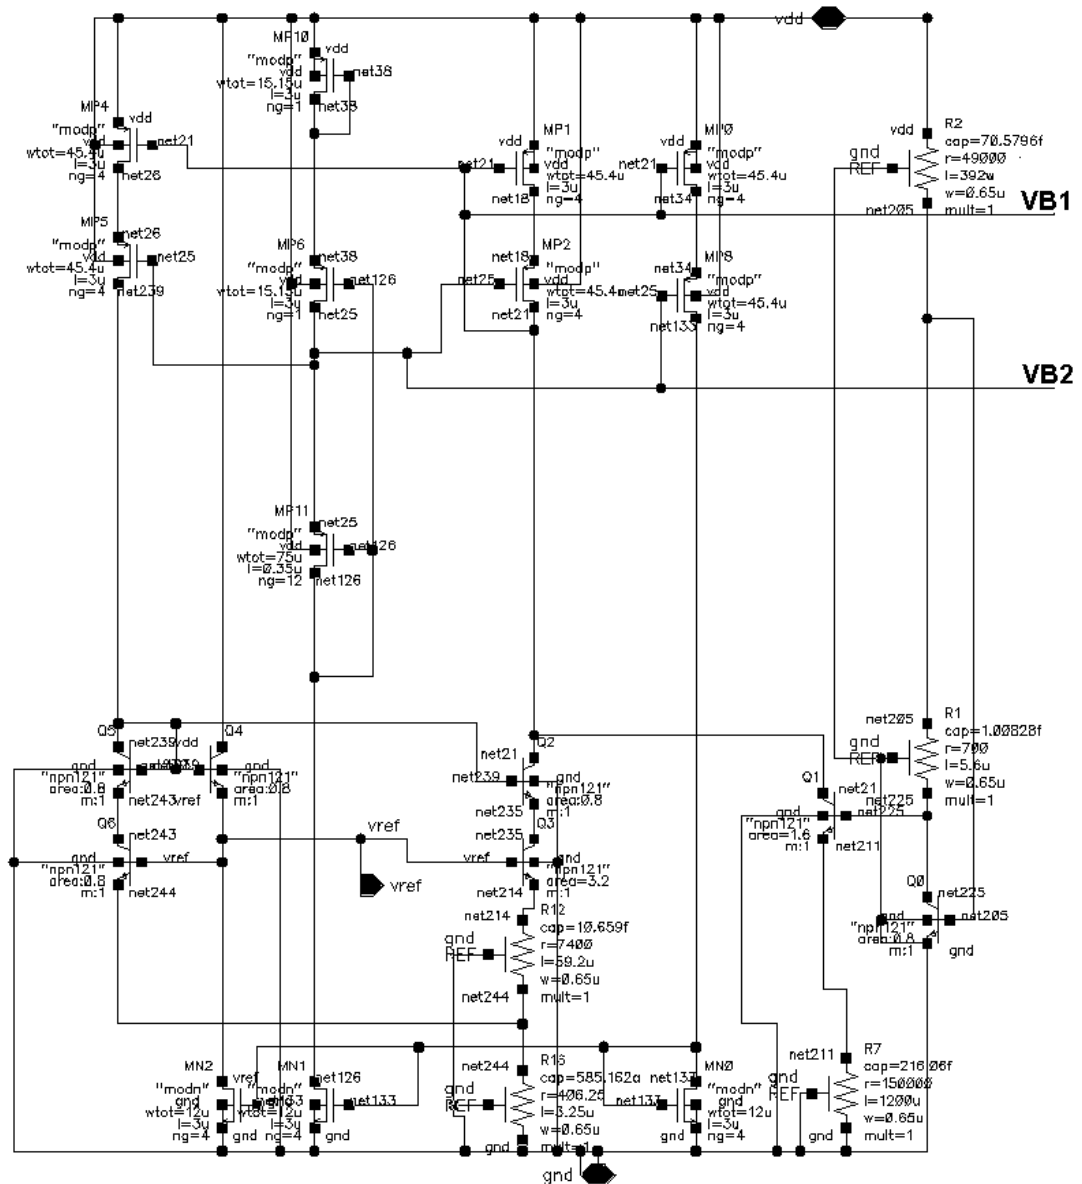 vdd
MP10
vdd
"modp"
vdd
net38
wtot=15.15u
l=3u
ng=1
net38
MP4
vdd
"modp"
vdd
net21
wtot=45.4u
l=3u
ng=4
net26
MP5
net26
"modp"
vdd
net25
wtot=45.4u
l=3u
ng=4
net239
MP6
net38
"modp"
vdd
net126
wtot=15.15u
l=3u
ng=1
net25
MP1
vdd
"modp"
net21
vdd
wtot=45.4u
l=3u
net18
ng=4
MP0
vdd
"modp"
net21
vdd
wtot=45.4u
l=3u
net34
ng=4
R2
vdd
cap=70.5796f
gnd
REF
r=49000
l=392u
w=0.65u
net205
mult=1
VB1
MP2
net18
"modp"
net25
vdd
wtot=45.4u
l=3u
net21
ng=4
MP8
net34
"modp"
net25
vdd
wtot=45.4u
l=3u
net133
ng=4
VB2
MP11
net25
"modp"
vdd
net126
wtot=75u
l=0.35u
ng=12
net126
Q5
net239
gnd
"npn121"
area:0.8
m:1
net243
Q4
vdd
gnd
"npn121"
area:0.8
m:1
vref
Q6
net243
gnd
vref
"npn121"
area:0.8
m:1
net244
vref
vref
Q2
net21
net239
gnd
"npn121"
area:0.8
net235
m:1
Q3
net235
vref
gnd
"npn121"
area=3.2
net214
m:1
R12
net214
cap=10.659f
gnd
REF
r=7400
l=59.2u
w=0.65u
net244
mult=1
R1
net205
cap=1.00828f
gnd
REF
r=700
l=5.6u
w=0.65u
net225
mult=1
Q1
net21
gnd
net225
"npn121"
area=1.6
m:1
net211
Q0
net225
gnd
net205
"npn121"
area:0.8
m:1
gnd
MN2
vref
"modn"
gnd
wtot=12u
l=3u
ng=4
gnd
MN1
net126
"modn"
net133
wtot=12u
l=3u
ng=4
gnd
R16
net244
cap=585.162a
gnd
REF
r=406.25
l=3.25u
w=0.65u
gnd
mult=1
MN0
net133
"modn"
net133
gnd
wtot=12u
l=3u
gnd
ng=4
R7
net211
cap=216.06f
gnd
REF
r=150000
l=1200u
w=0.65u
gnd
mult=1
gnd